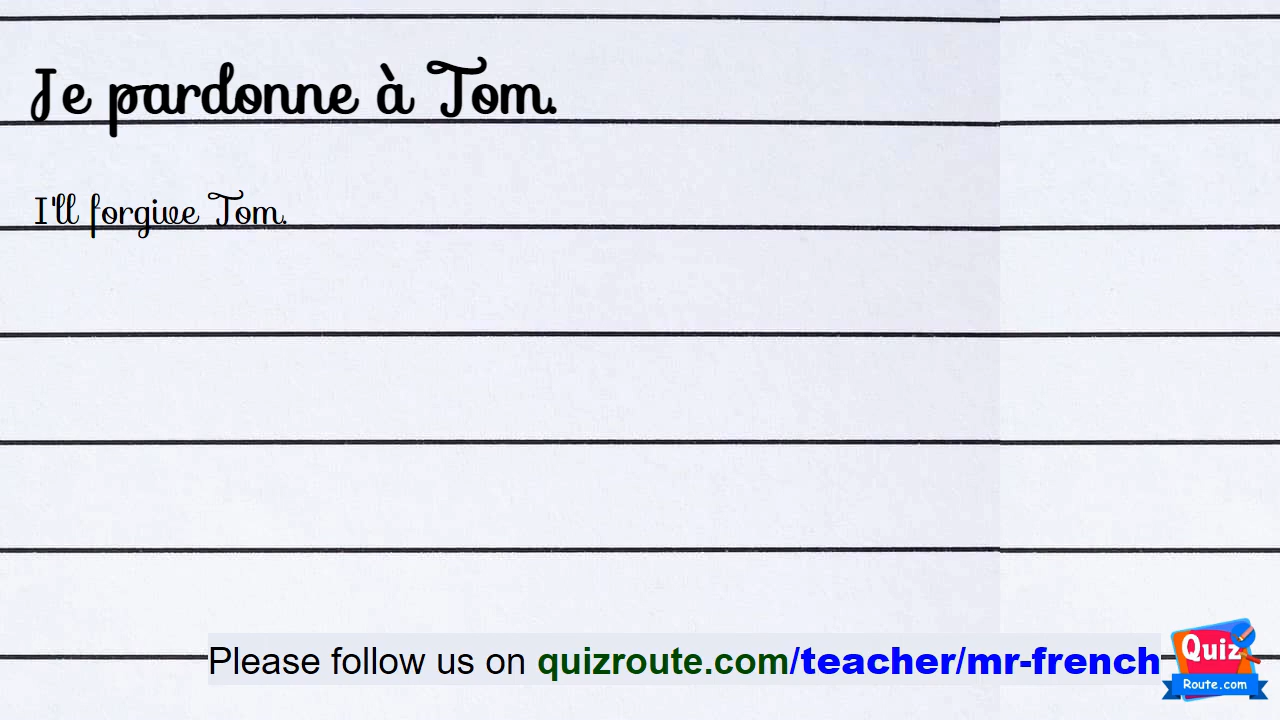 Je pardonne à Tom.
I'll forgive Tom.
Please follow us on quizroute.com/teacher/mr-french
Quiz
Route.com